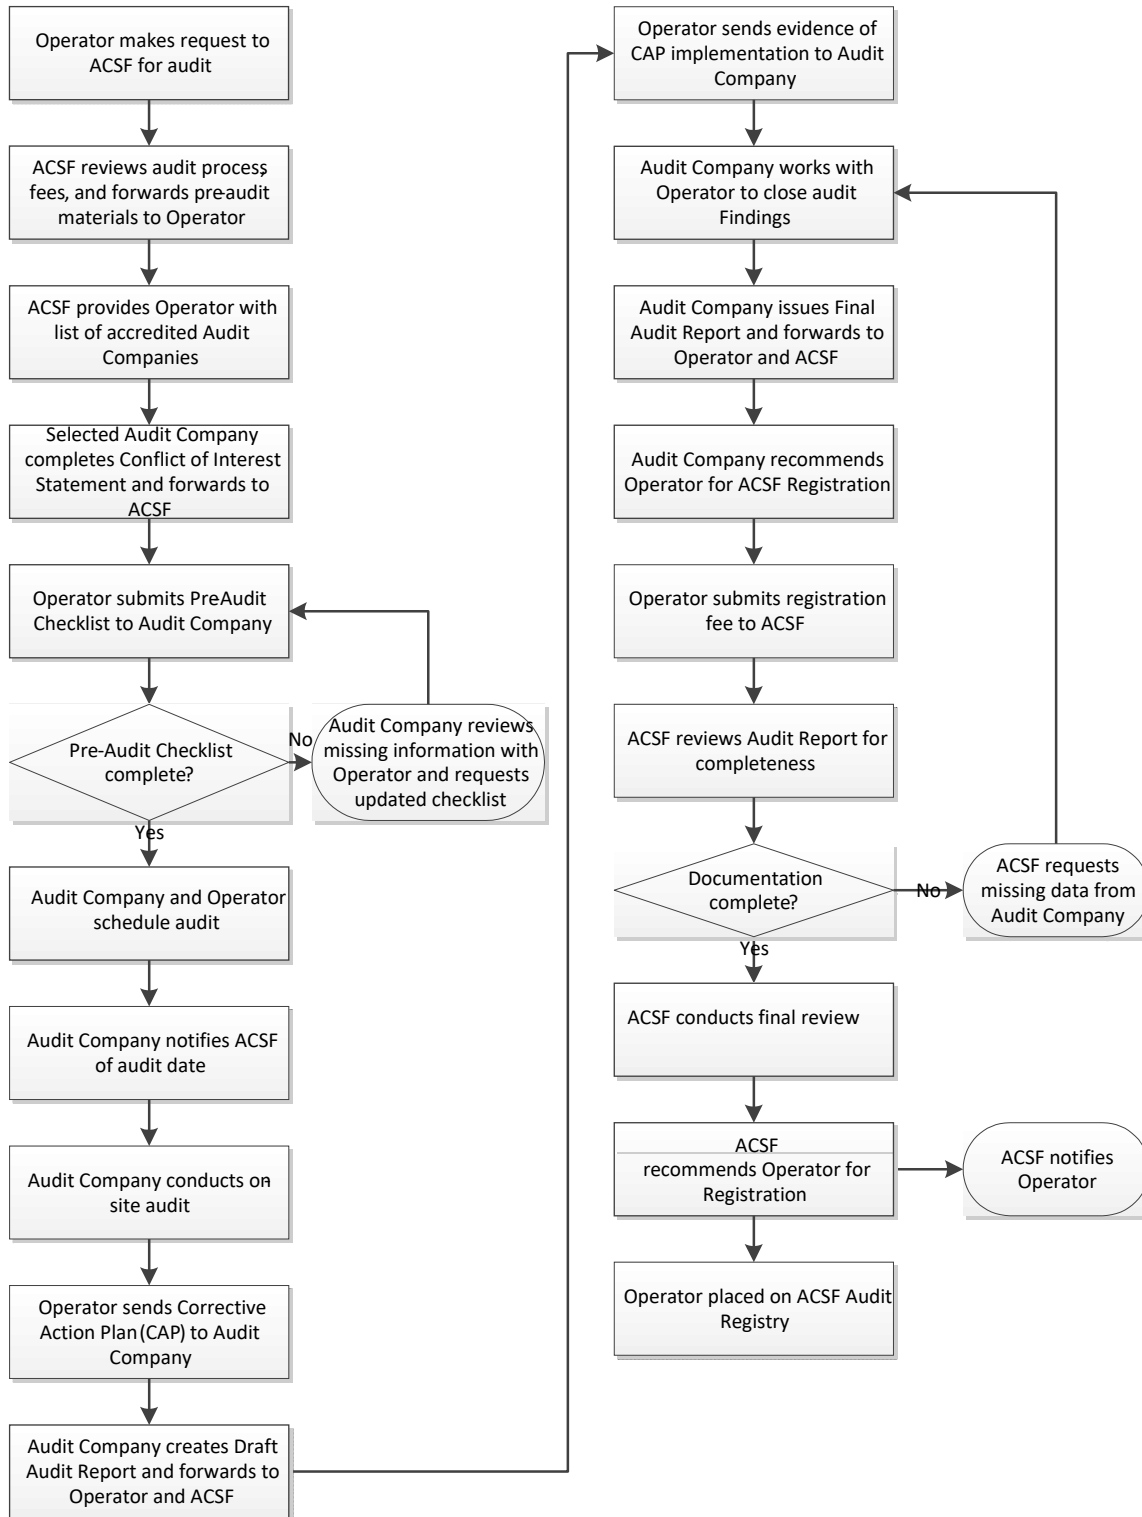 Operator makes request to
ACSF for audit
ACSF reviews audit process,
fees, and forwards pre-audit
materials to Operator
ACSF provides Operator with
list of accredited Audit
Companies
Selected Audit Company
completes Conflict of Interest
Statement and forwards to
ACSF
Operator submits Pre-Audit
Checklist to Audit Company
Pre-Audit Checklist
complete?
No
Audit Company reviews
missing information with
Operator and requests
updated checklist
Yes
Audit Company and Operator
schedule audit
Audit Company notifies ACSF
of audit date
Audit Company conducts on-
site audit
Operator sends Corrective
Action Plan (CAP) to Audit
Company
Audit Company creates Draft
Audit Report and forwards to
Operator and ACSF
Operator sends evidence of
CAP implementation to Audit
Company
Audit Company works with
Operator to close audit
Findings
Audit Company issues Final
Audit Report and forwards to
Operator and ACSF
Audit Company recommends
Operator for ACSF Registration
Operator submits registration
fee to ACSF
ACSF reviews Audit Report for
completeness
Documentation
complete?
No
ACSF requests
missing data from
Audit Company
Yes
ACSF conducts final review
ACSF
recommends Operator for
Registration
ACSF notifies
Operator
Operator placed on ACSF Audit
Registry